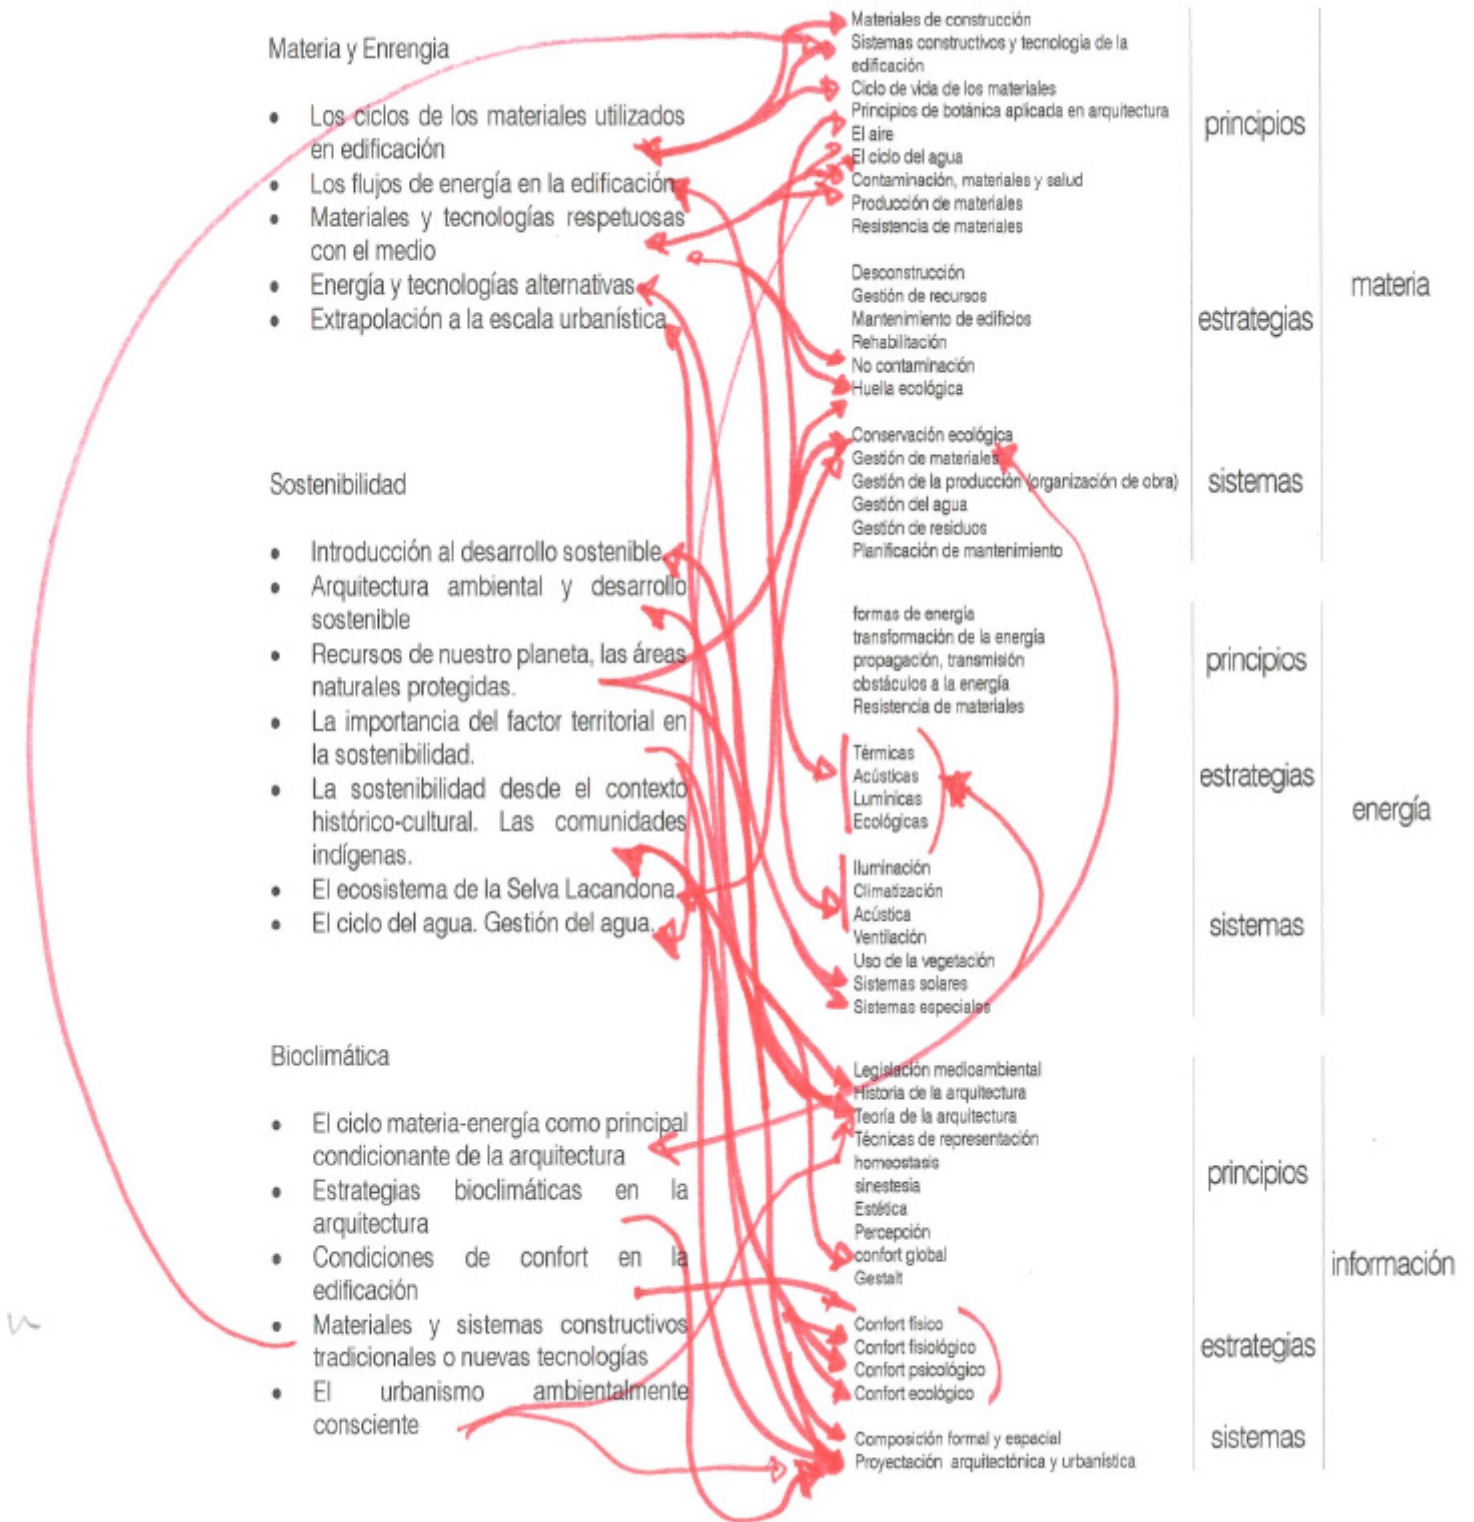 Materia y Enrengia
• Los ciclos de los materiales utilizados
en edificación
• Los flujos de energía en la edificación
• Materiales y tecnologías respetuosas
con el medio
• Energía y tecnologías alternativas
• Extrapolación a la escala urbanística
Sostenibilidad
• Introducción al desarrollo sostenible
• Arquitectura ambiental y desarrollo
sostenible
• Recursos de nuestro planeta, las áreas
naturales protegidas.
• La importancia del factor territorial en
la sostenibilidad.
• La sostenibilidad desde el contexto
histórico-cultural. Las comunidades
indígenas.
• El ecosistema de la Selva Lacandona.
• El ciclo del agua. Gestión del agua.
Bioclimática
• El ciclo materia-energía como principal
condicionante de la arquitectura
• Estrategias bioclimáticas en la
arquitectura
• Condiciones de confort en la
edificación
• Materiales y sistemas constructivos
tradicionales o nuevas tecnologías
• El urbanismo ambientalmente
consciente
Materiales de construcción
Sistemas constructivos y tecnología de la
edificación
Ciclo de vida de los materiales
Principios de botánica aplicada en arquitectura
El aire
El ciclo del agua
Contaminación, materiales y salud
Producción de materiales
Resistencia de materiales
principios
Desconstrucción
Gestión de recursos
Mantenimiento de edificios
Rehabilitación
No contaminación
Huella ecológica
estrategias
Conservación ecológica
Gestión de materiales
Gestión de la producción (organización de obra)
Gestión del agua
Gestión de residuos
Planificación de mantenimiento
sistemas
materia
formas de energía
transformación de la energía
propagación, transmisión
obstáculos a la energía
Resistencia de materiales
principios
Térmicas
Acústicas
Lumínicas
Ecológicas
estrategias
Iluminación
Climatización
Acústica
Ventilación
Uso de la vegetación
Sistemas solares
Sistemas especiales
sistemas
energía
Legislación medioambiental
Historia de la arquitectura
Teoría de la arquitectura
Técnicas de representación
homeostasis
sinestesia
Estética
Percepción
confort global
Gestalt
principios
Confort físico
Confort fisiológico
Confort psicológico
Confort ecológico
estrategias
Composición formal y espacial
Proyectación arquitectónica y urbanística
sistemas
información